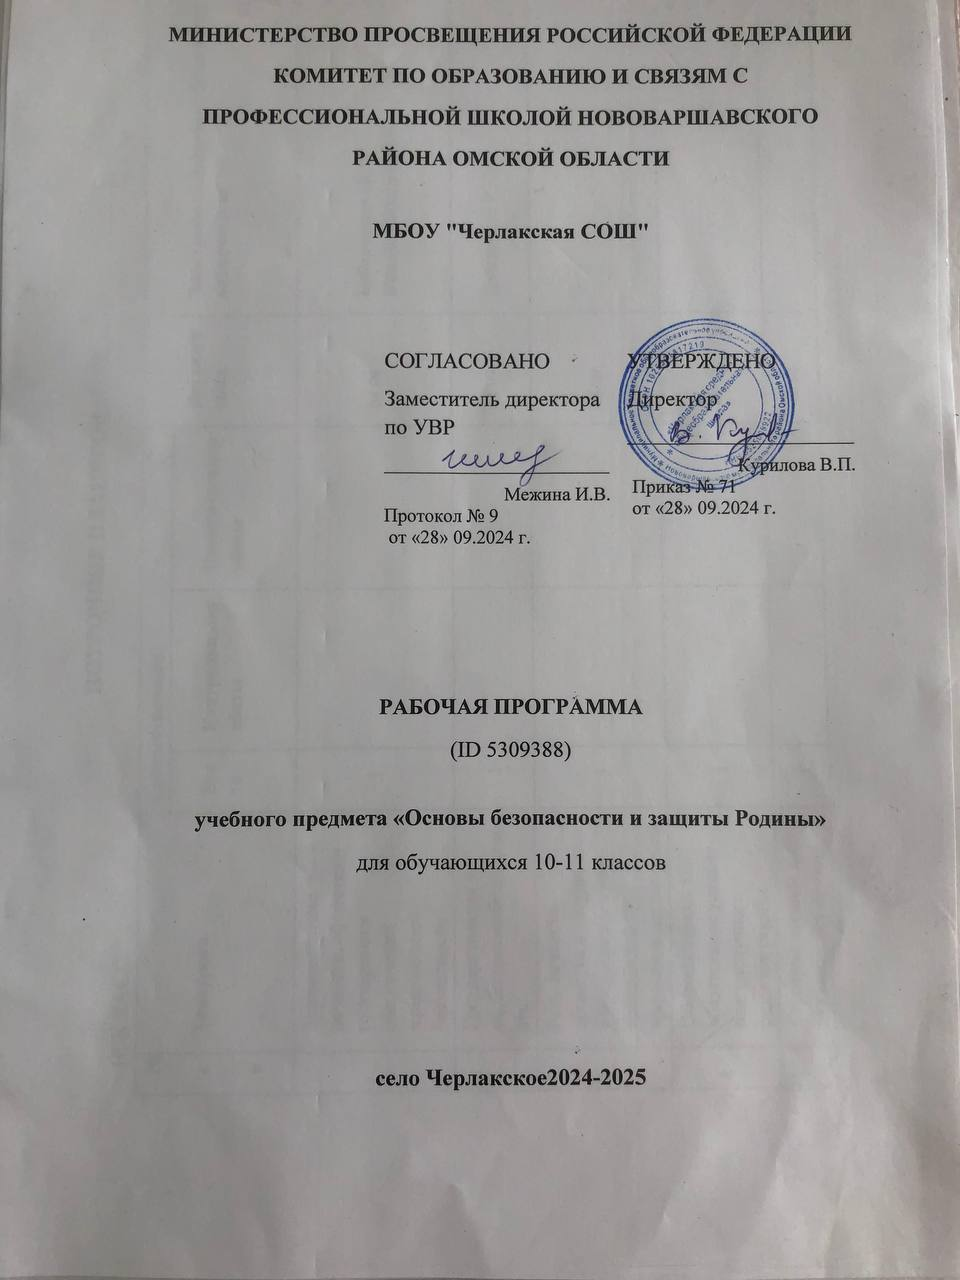 МИНИСТЕРСТВО ПРОСВЕЩЕНИЯ РОССИЙСКОЙ ФЕДЕРАЦИИ
КОМИТЕТ ПО ОБРАЗОВАНИЮ И СВЯЗЯМ С
ПРОФЕССИОНАЛЬНОЙ ШКОЛОЙ НОВОВАРШАВСКОГО
РАЙОНА ОМСКОЙ ОБЛАСТИ
МБОУ "Черлакская СОШ"
СОГЛАСОВАНО
Заместитель директора
по УВР
Межина И.В.
Протокол № 9
от «28» 09.2024 г.
УТВЕРЖДЕНО
Директор
Курилова В.П.
Приказ № 71
от «28» 09.2024 г.
РАБОЧАЯ ПРОГРАММА
(ID 5309388)
учебного предмета «Основы безопасности и защиты Родины»
для обучающихся 10-11 классов
село Черлакское2024-2025